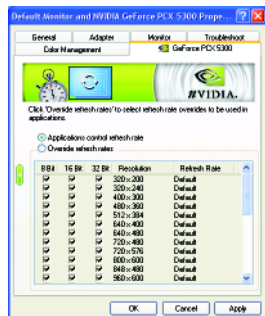 Default Monitor and NVIDIA GeForce PCX 5300 Prope...
General Adapter Monitor Troubleshoot
Color Management GeForce PCX 5300
NVIDIA.
Click 'Override refresh rates' to select refresh rate overrides to be used in
applications.
Applications control refresh rate
Override refresh rates
8 Bit 16 Bit 32 Bit Resolution Refresh Rate
320 x 200 Default
320 x 240 Default
400 x 300 Default
480 x 360 Default
512 x 384 Default
640 x 400 Default
640 x 480 Default
720 x 480 Default
720 x 576 Default
800 x 600 Default
848 x 480 Default
960 x 600 Default
OK Cancel Apply